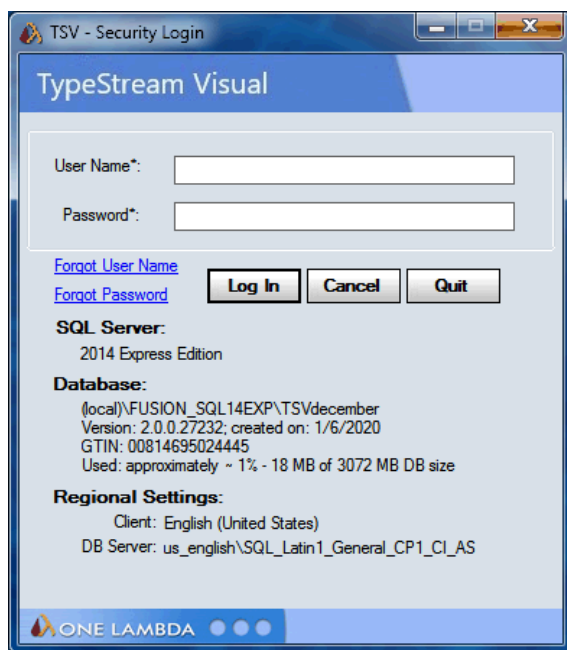 TSV - Security Login
TypeStream Visual
User Name*:
Password*:
Forgot User Name
Forgot Password
Log In Cancel Quit
SQL Server:
2014 Express Edition
Database:
(local)\FUSION_SQL14EXP\TSVdecember
Version: 2.0.0.27232; created on: 1/6/2020
GTIN: 00814695024445
Used: approximately ~ 1% - 18 MB of 3072 MB DB size
Regional Settings:
Client: English (United States)
DB Server: us_english\SQL_Latin1_General_CP1_CI_AS
ONE LAMBDA